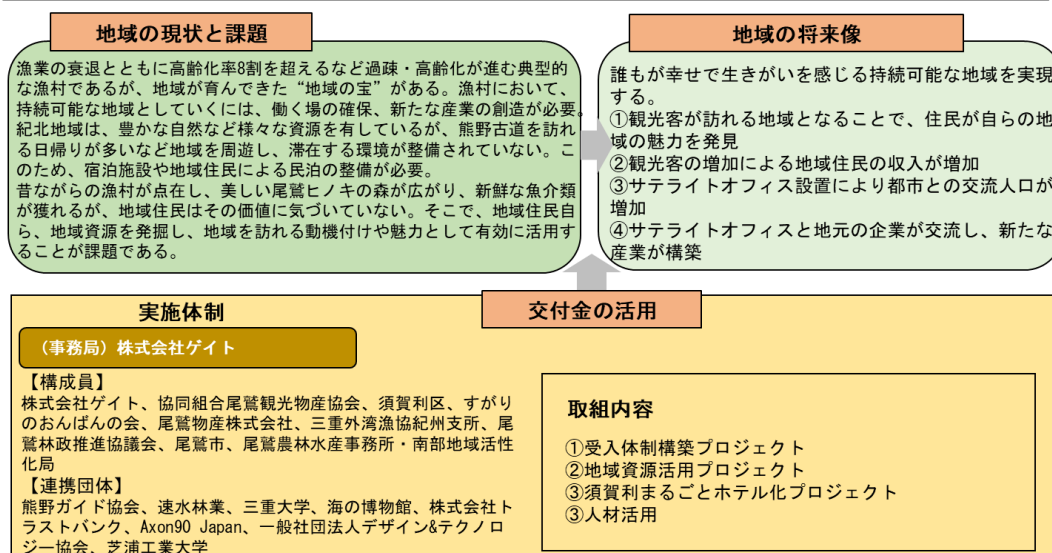 地域の現状と課題
漁業の衰退とともに高齢化率8割を超えるなど過疎・高齢化が進む典型的
な漁村であるが、地域が育んできた“地域の宝”がある。漁村において、
持続可能な地域としていくには、働く場の確保、新たな産業の創造が必要。
紀北地域は、豊かな自然など様々な資源を有しているが、熊野古道を訪れ
る日帰りが多いなど地域を周遊し、滞在する環境が整備されていない。こ
のため、宿泊施設や地域住民による民泊の整備が必要。
昔ながらの漁村が点在し、美しい尾鷲ヒノキの森が広がり、新鮮な魚介類
が獲れるが、地域住民はその価値に気づいていない。そこで、地域住民自
ら、地域資源を発掘し、地域を訪れる動機付けや魅力として有効に活用す
ることが課題である。
地域の将来像
誰もが幸せで生きがいを感じる持続可能な地域を実現
する。
①観光客が訪れる地域となることで、住民が自らの地
域の魅力を発見
②観光客の増加による地域住民の収入が増加
③サテライトオフィス設置により都市との交流人口が
増加
④サテライトオフィスと地元の企業が交流し、新たな
産業が構築
交付金の活用
実施体制
（事務局）株式会社ゲイト
【構成員】
株式会社ゲイト、協同組合尾鷲観光物産協会、須賀利区、すがり
のおんばんの会、尾鷲物産株式会社、三重外湾漁協紀州支所、尾
鷲林政推進協議会、尾鷲市、尾鷲農林水産事務所・南部地域活性
化局
【連携団体】
熊野ガイド協会、速水林業、三重大学、海の博物館、株式会社ト
ラストバンク、Axon90 Japan、一般社団法人デザイン&テクノロ
ジー協会、芝浦工業大学
取組内容
①受入体制構築プロジェクト
②地域資源活用プロジェクト
③須賀利まるごとホテル化プロジェクト
③人材活用